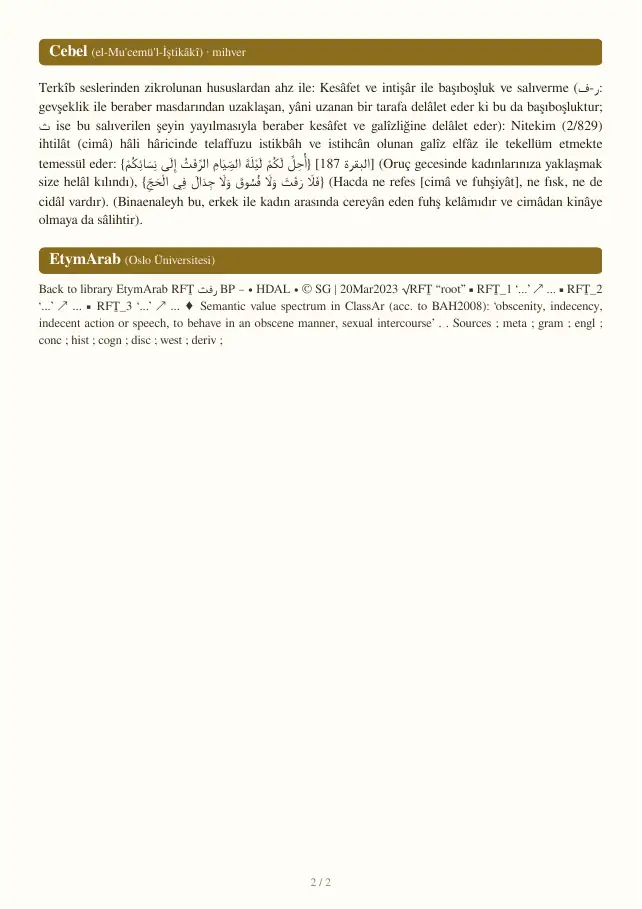 Cebel (el-Mu'cemü'l-İştikâkî) · mihver
Terkîb seslerinden zikrolunan hususlardan ahz ile: Kesâfet ve intişâr ile başıboşluk ve salıverme (ر-ف:
gevşeklik ile beraber masdarından uzaklaşan, yâni uzanan bir tarafa delâlet eder ki bu da başıboşluktur;
ث ise bu salıverilen şeyin yayılmasıyla beraber kesâfet ve galîzliğine delâlet eder): Nitekim (2/829)
ihtilât (cimâ) hâli hâricinde telaffuzu istikbâh ve istihcân olunan galîz elfâz ile tekellüm etmekte
temessül eder: {أُحِلَّ لَكُمْ لَيْلَةَ الصِّيَامِ الرَّفَثُ إِلَى نِسَائِكُمْ} [البقرة 187] (Oruç gecesinde kadınlarınıza yaklaşmak
size helâl kılındı), {فَلَا رَفَثَ وَلَا فُسُوقَ وَلَا جِدَالَ فِي الْحَجِّ} (Hacda ne refes [cimâ ve fuhşiyât], ne fısk, ne de
cidâl vardır). (Binaenaleyh bu, erkek ile kadın arasında cereyân eden fuhş kelâmıdır ve cimâdan kinâye
olmaya da sâlihtir).
EtymArab (Oslo Üniversitesi)
Back to library EtymArab RFṮ رفث BP – • HDAL • © SG | 20Mar2023 √RFṮ “root” ▪ RFṮ_1 ‘...’ ↗ ... ▪ RFṮ_2
‘...’ ↗ ... ▪ RFṮ_3 ‘...’ ↗ ... ♦ Semantic value spectrum in ClassAr (acc. to BAH2008): ‘obscenity, indecency,
indecent action or speech, to behave in an obscene manner, sexual intercourse’ . . Sources ; meta ; gram ; engl ;
conc ; hist ; cogn ; disc ; west ; deriv ;
2 / 2